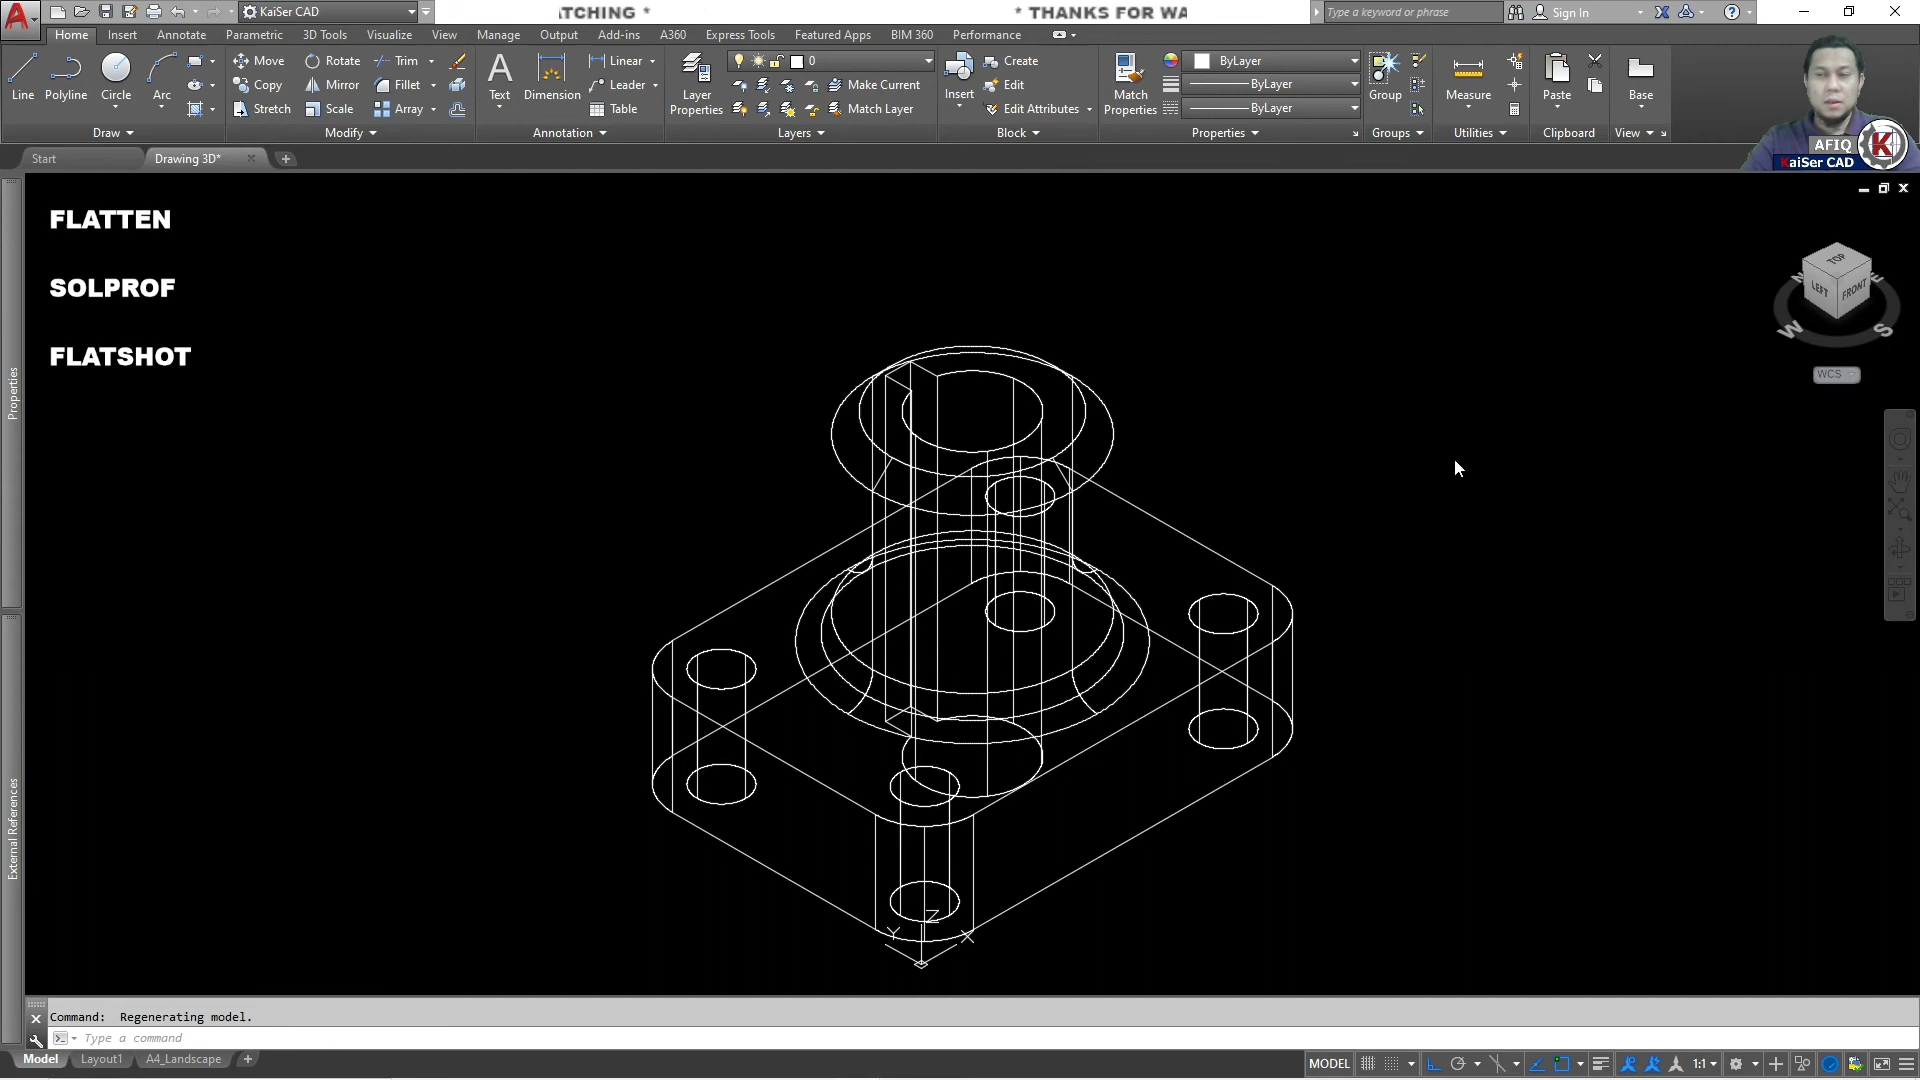 KaiSer CAD
ATCHING *
* THANKS FOR WA
Type a keyword or phrase
Sign In
Home
Insert
Annotate
Parametric
3D Tools
Visualize
View
Manage
Output
Add-ins
A360
Express Tools
Featured Apps
BIM 360
Performance
Line
Polyline
Circle
Arc
Draw
Move
Rotate
Trim
Copy
Mirror
Fillet
Stretch
Scale
Array
Modify
Text
Dimension
Linear
Leader
Table
Annotation
Layer Properties
0
Make Current
Match Layer
Layers
Insert
Create
Edit
Edit Attributes
Block
Match Properties
ByLayer
ByLayer
ByLayer
Properties
Group
Groups
Measure
Utilities
Paste
Clipboard
Base
View
AFIQ
KaiSer CAD
Start
Drawing 3D*
FLATTEN
SOLPROF
FLATSHOT
TOP
LEFT
FRONT
N
E
W
S
WCS
Properties
External References
Z
Y
X
Command:  Regenerating model.
Type a command
Model
Layout1
A4_Landscape
MODEL
1:1